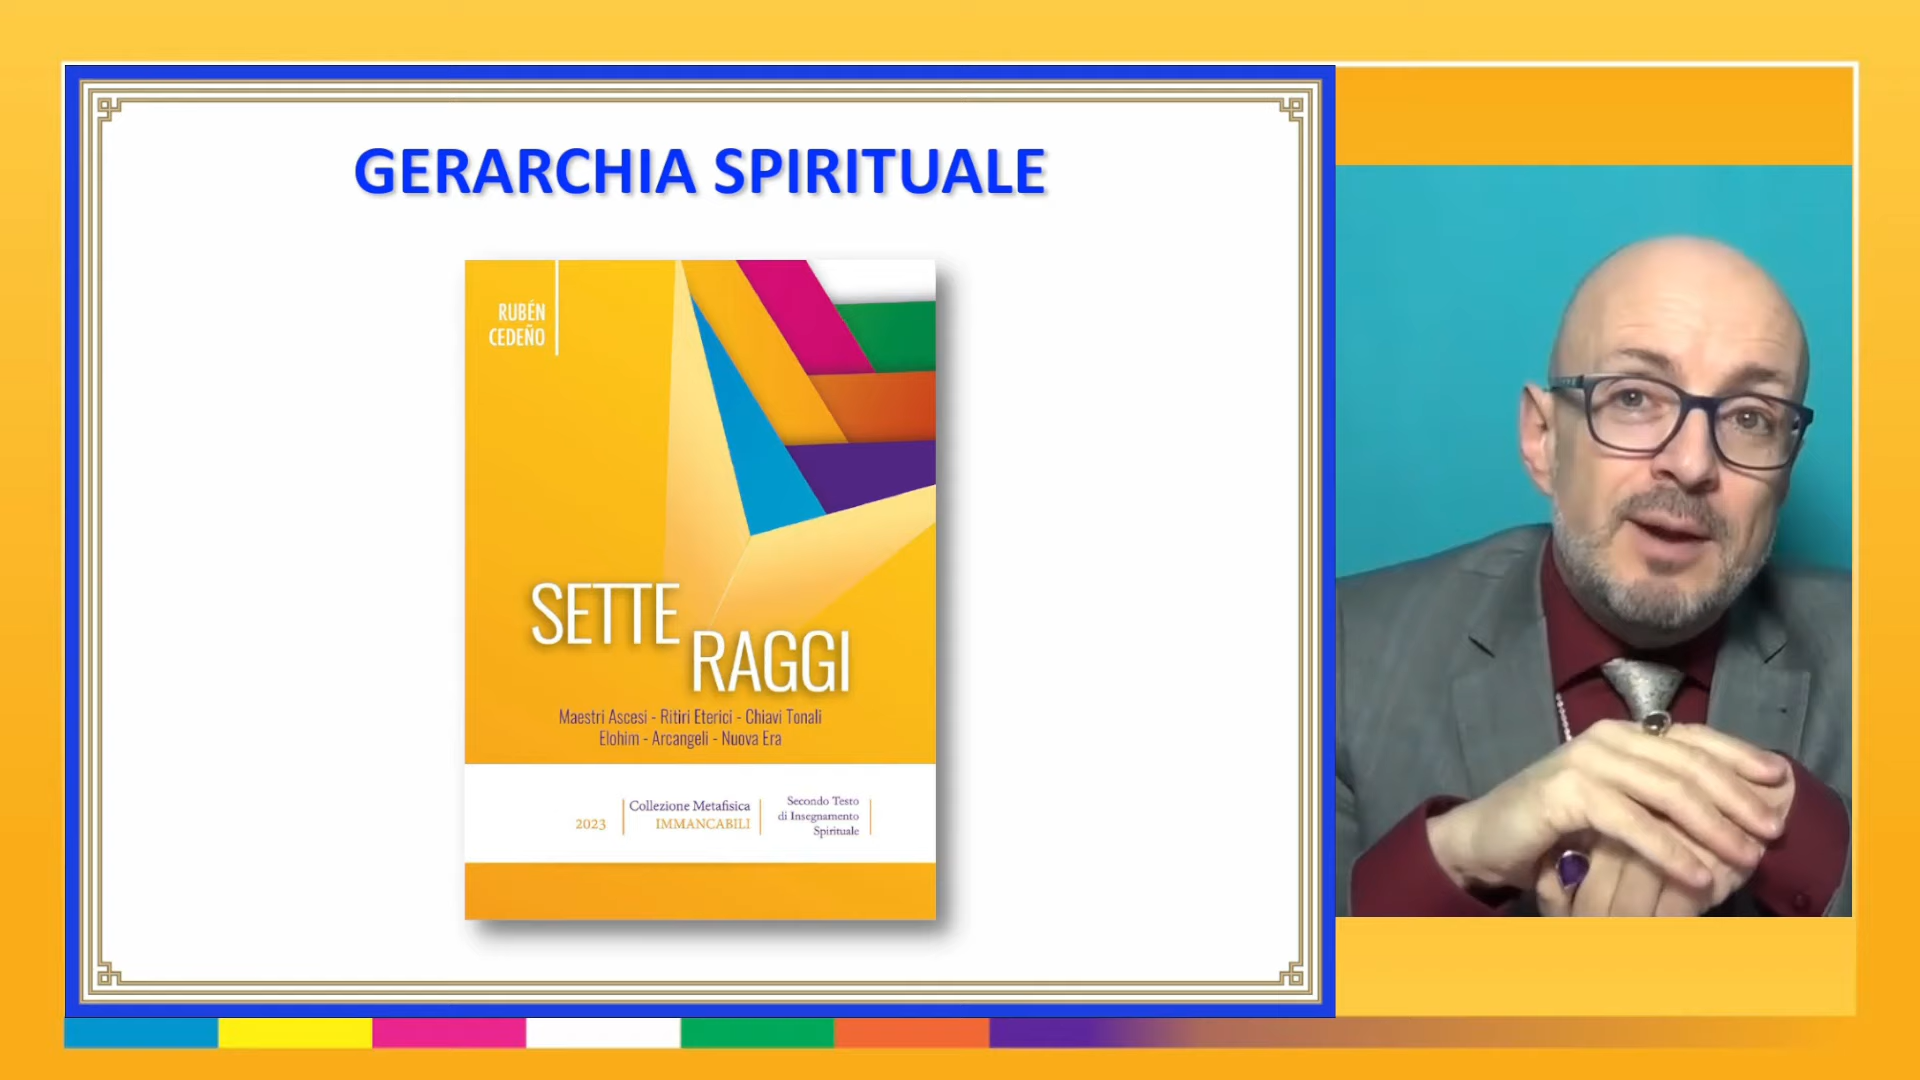 GERARCHIA SPIRITUALE
RUBÉN
CEDEÑO
SETTE
RAGGI
Maestri Ascesi - Ritiri Eterici - Chiavi Tonali
Elohim - Arcangeli - Nuova Era
2023
Collezione Metafisica
IMMANCABILI
Secondo Testo
di Insegnamento
Spirituale